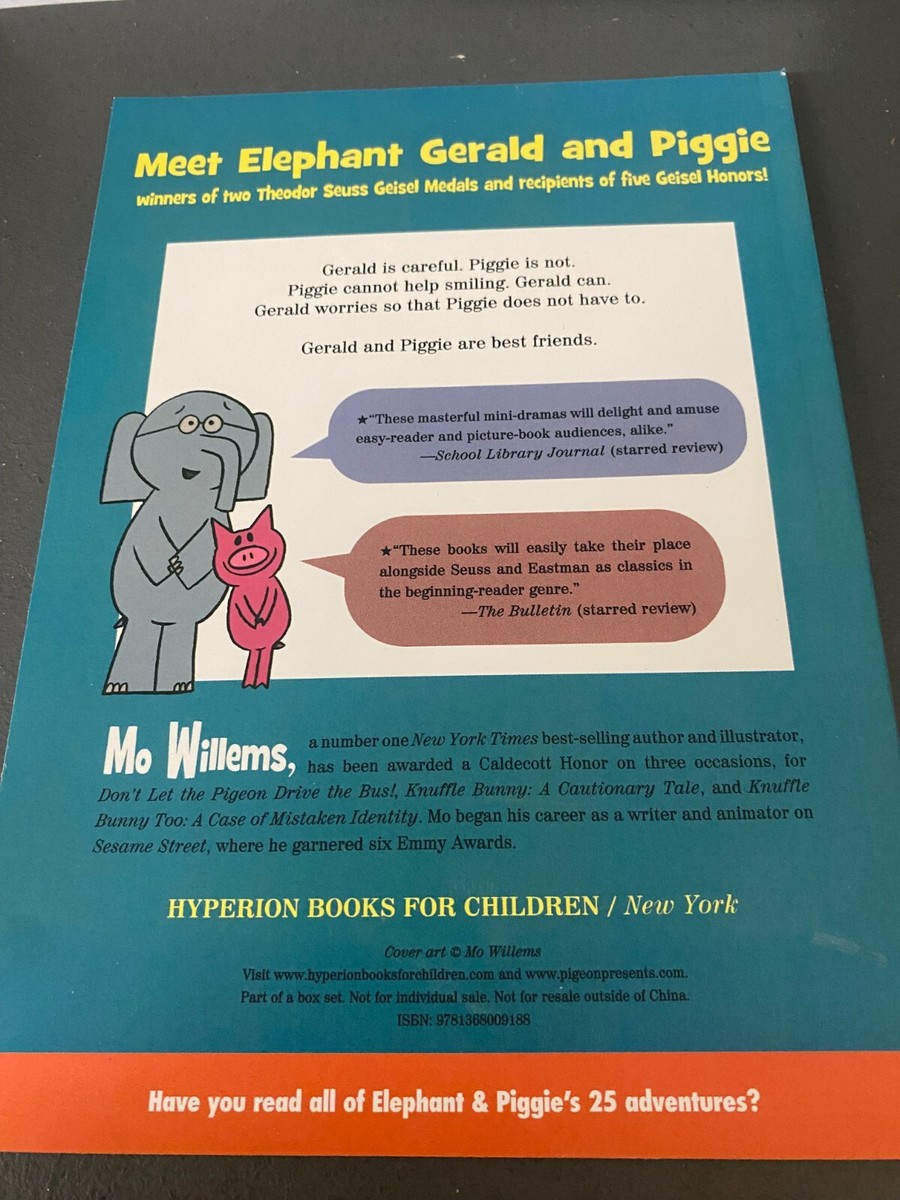 Meet Elephant Gerald and Piggie
winners of two Theodor Seuss Geisel Medals and recipients of five Geisel Honors!
Gerald is careful. Piggie is not.
Piggie cannot help smiling. Gerald can.
Gerald worries so that Piggie does not have to.
Gerald and Piggie are best friends.
★“These masterful mini-dramas will delight and amuse
easy-reader and picture-book audiences, alike.”
—School Library Journal (starred review)
★“These books will easily take their place
alongside Seuss and Eastman as classics in
the beginning-reader genre.”
—The Bulletin (starred review)
Mo Willems, a number one New York Times best-selling author and illustrator,
has been awarded a Caldecott Honor on three occasions, for
Don't Let the Pigeon Drive the Bus!, Knuffle Bunny: A Cautionary Tale, and Knuffle
Bunny Too: A Case of Mistaken Identity. Mo began his career as a writer and animator on
Sesame Street, where he garnered six Emmy Awards.
HYPERION BOOKS FOR CHILDREN / New York
Cover art © Mo Willems
Visit www.hyperionbooksforchildren.com and www.pigeonpresents.com.
Part of a box set. Not for individual sale. Not for resale outside of China.
ISBN: 9781368009188
Have you read all of Elephant & Piggie's 25 adventures?